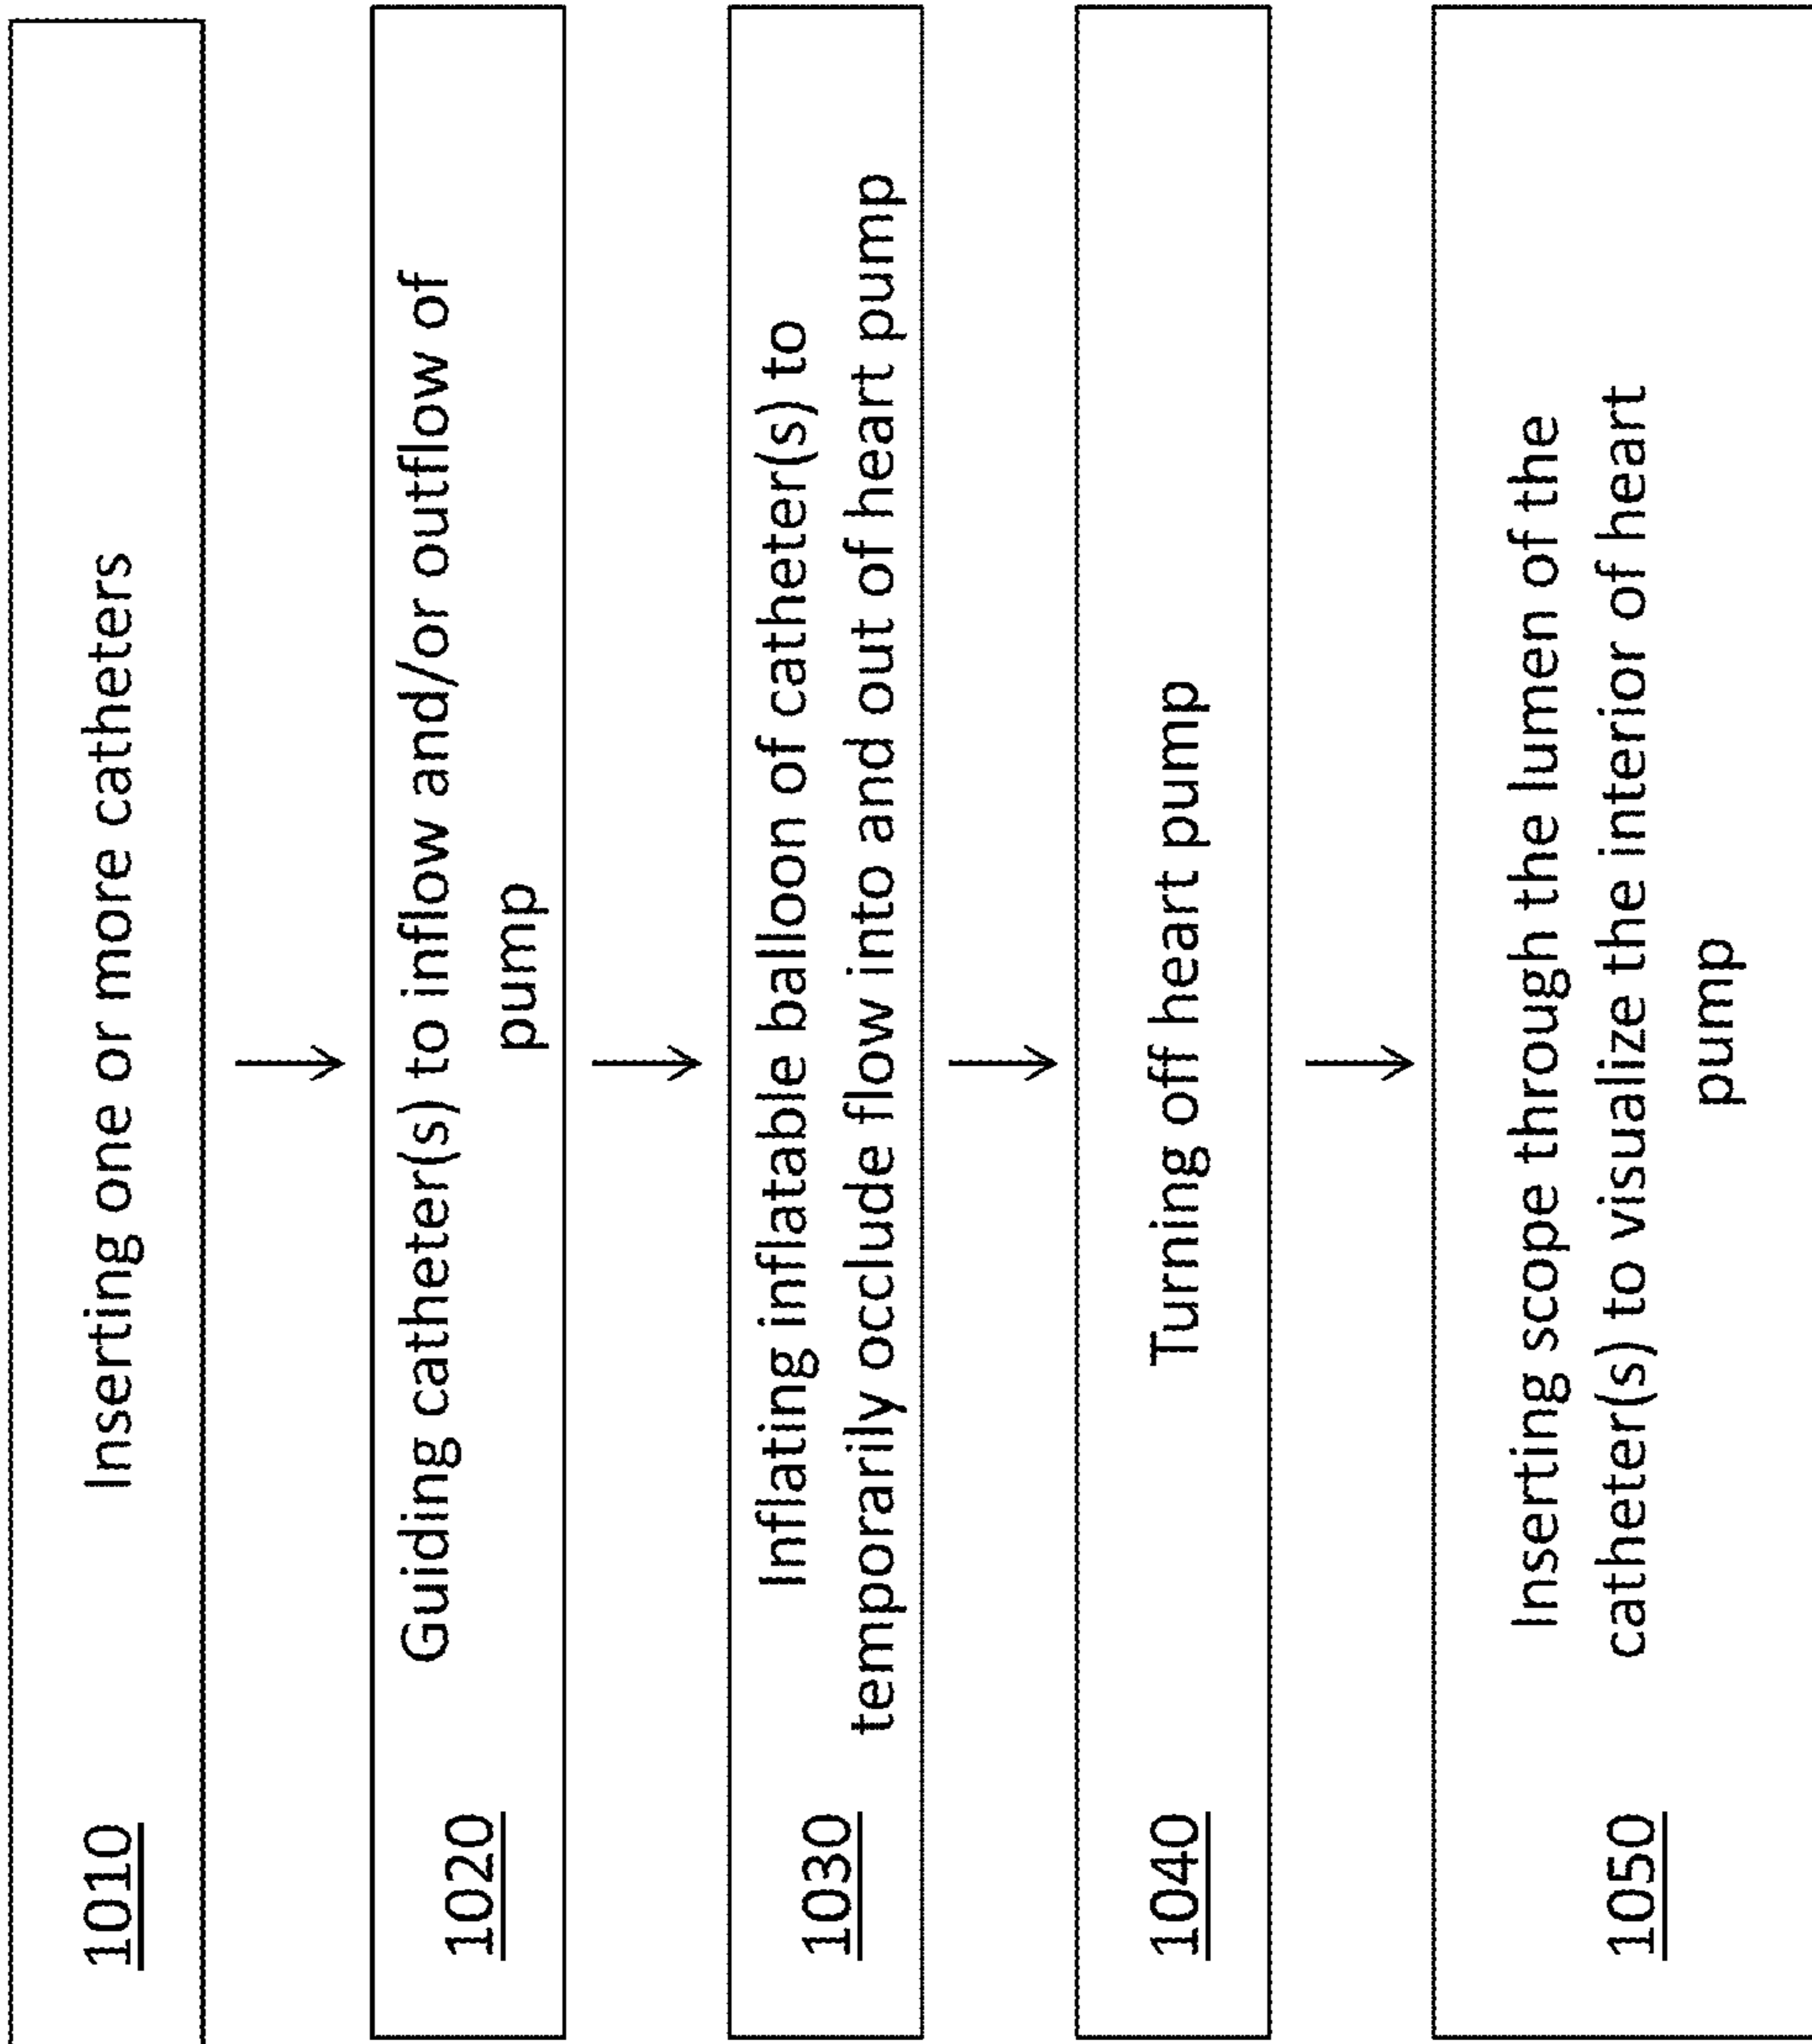 1010
Inserting one or more catheters
1020
Guiding catheter(s) to inflow and/or outflow of
pump
1030
Inflating inflatable balloon of catheter(s) to
temporarily occlude flow into and out of heart pump
1040
Turning off heart pump
1050
Inserting scope through the lumen of the
catheter(s) to visualize the interior of heart
pump